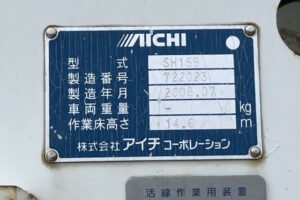 AICHI
型式 SH15B
製造番号 722023
製造年月 2008.07
車両重量 - kg
作業床高さ 14.6 m
株式会社 アイチ コーポレーション
活線作業用装置